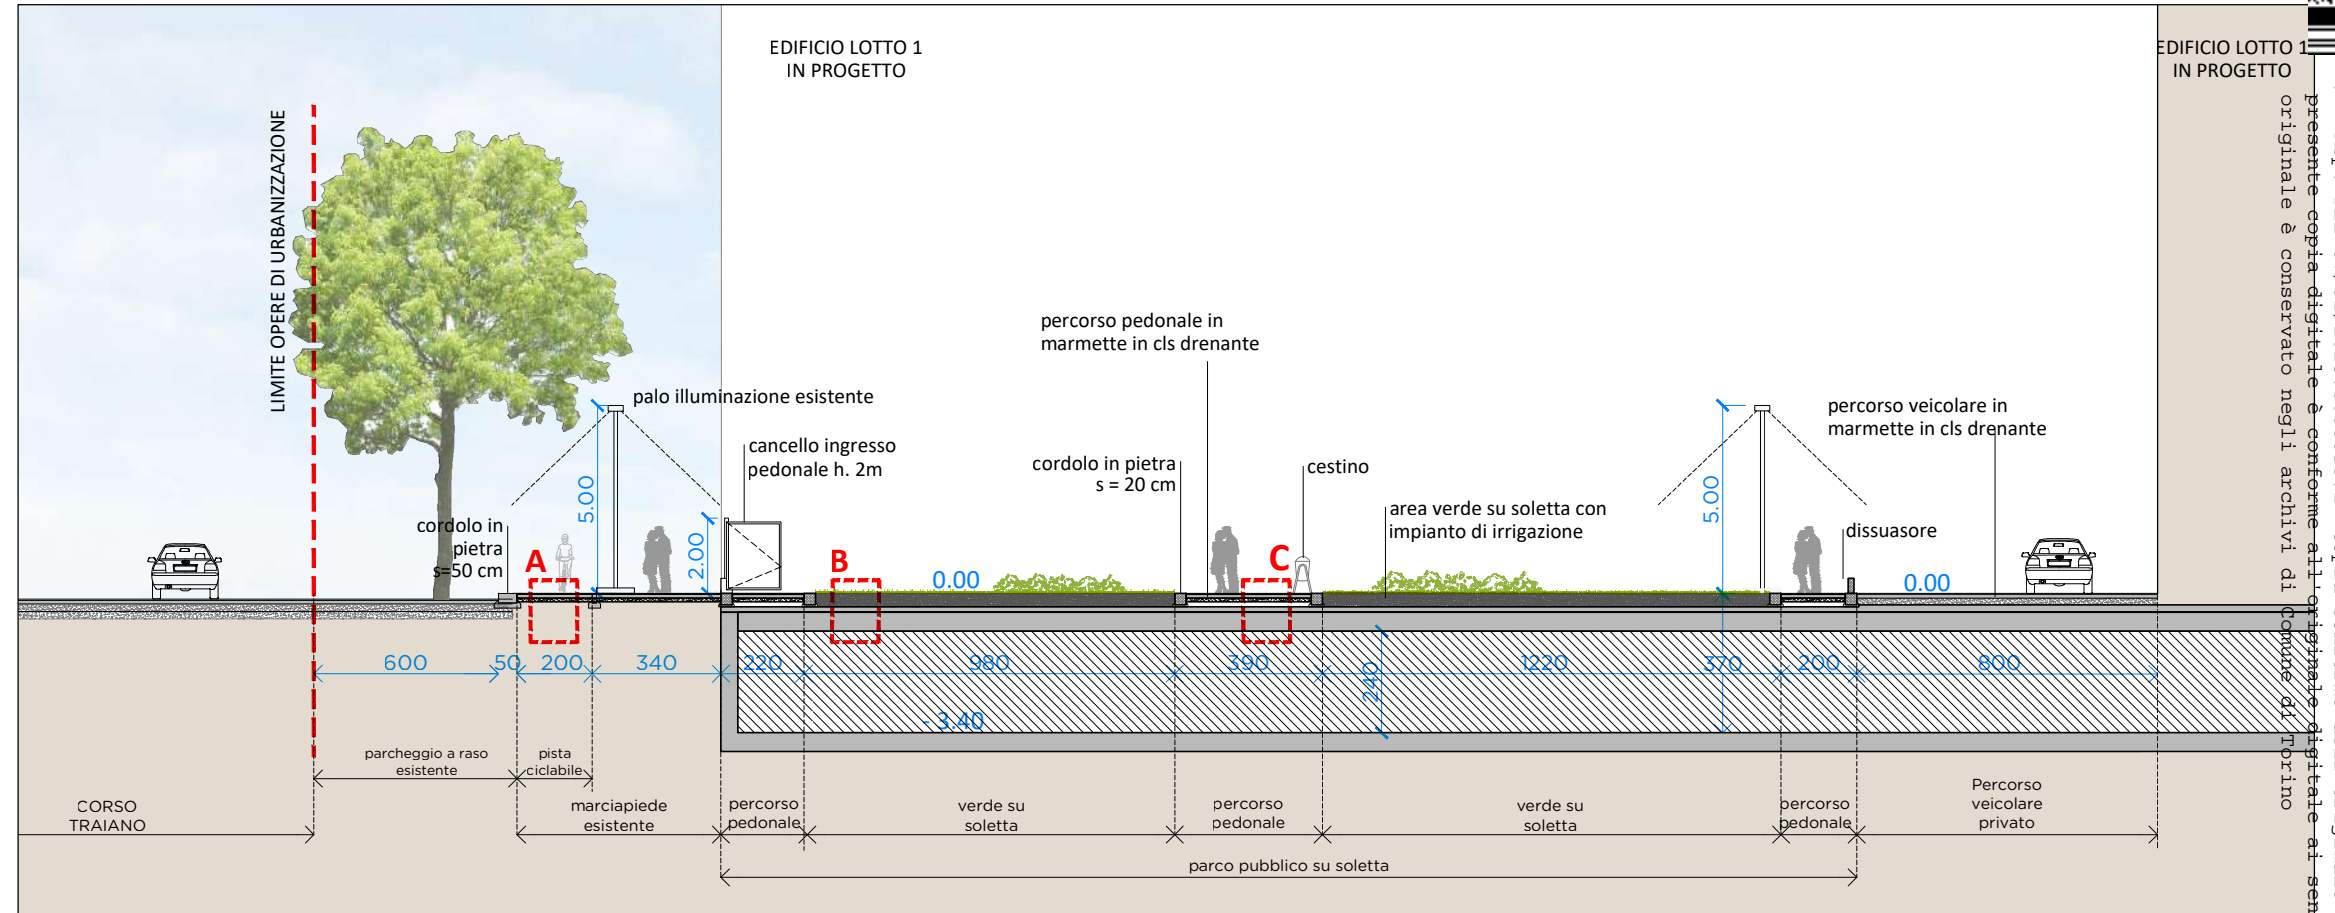 EDIFICIO LOTTO 1
IN PROGETTO
EDIFICIO LOTTO 1
IN PROGETTO
LIMITE OPERE DI URBANIZZAZIONE
percorso pedonale in
marmette in cls drenante
palo illuminazione esistente
cancello ingresso
pedonale h. 2m
cordolo in pietra
s = 20 cm
cestino
percorso veicolare in
marmette in cls drenante
area verde su soletta con
impianto di irrigazione
dissuasore
cordolo in
pietra
s=50 cm
5.00
2.00
5.00
A
B
C
0.00
0.00
600
50
200
340
220
980
390
1220
370
200
800
240
- 3.40
parcheggio a raso
esistente
pista
ciclabile
CORSO
TRAIANO
marciapiede
esistente
percorso
pedonale
verde su
soletta
percorso
pedonale
verde su
soletta
percorso
pedonale
Percorso
veicolare
privato
parco pubblico su soletta
presente copia digitale è conforme all'originale digitale ai sen
originale è conservato negli archivi di Comune di Torino